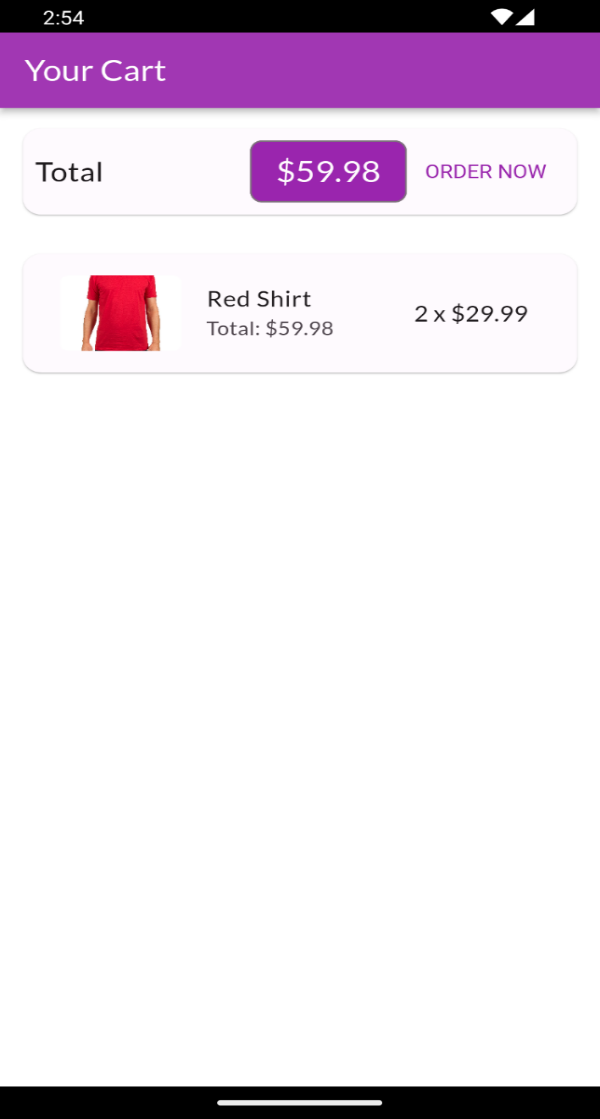 2:54
Your Cart
Total $59.98 ORDER NOW
Red Shirt
Total: $59.98
2 x $29.99